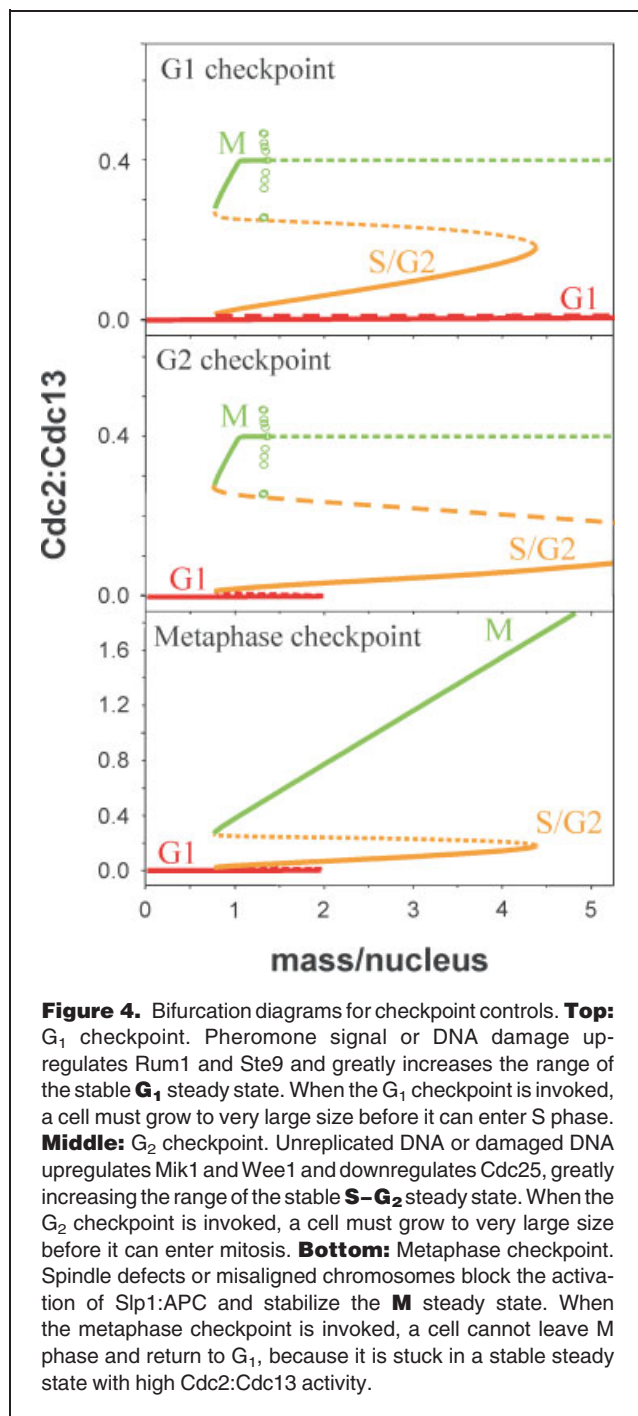 G1 checkpoint
M
0.4
S/G2
G1
0.0
G2 checkpoint
M
0.4
S/G2
G1
0.0
Cdc2:Cdc13
Metaphase checkpoint
M
1.6
1.2
0.8
0.4
S/G2
G1
0.0
0 1 2 3 4 5
mass/nucleus
Figure 4. Bifurcation diagrams for checkpoint controls. Top:
G₁ checkpoint. Pheromone signal or DNA damage up-
regulates Rum1 and Ste9 and greatly increases the range of
the stable G₁ steady state. When the G₁ checkpoint is invoked,
a cell must grow to very large size before it can enter S phase.
Middle: G₂ checkpoint. Unreplicated DNA or damaged DNA
upregulates Mik1 and Wee1 and downregulates Cdc25, greatly
increasing the range of the stable S–G₂ steady state. When the
G₂ checkpoint is invoked, a cell must grow to very large size
before it can enter mitosis. Bottom: Metaphase checkpoint.
Spindle defects or misaligned chromosomes block the activa-
tion of Slp1:APC and stabilize the M steady state. When
the metaphase checkpoint is invoked, a cell cannot leave M
phase and return to G₁, because it is stuck in a stable steady
state with high Cdc2:Cdc13 activity.